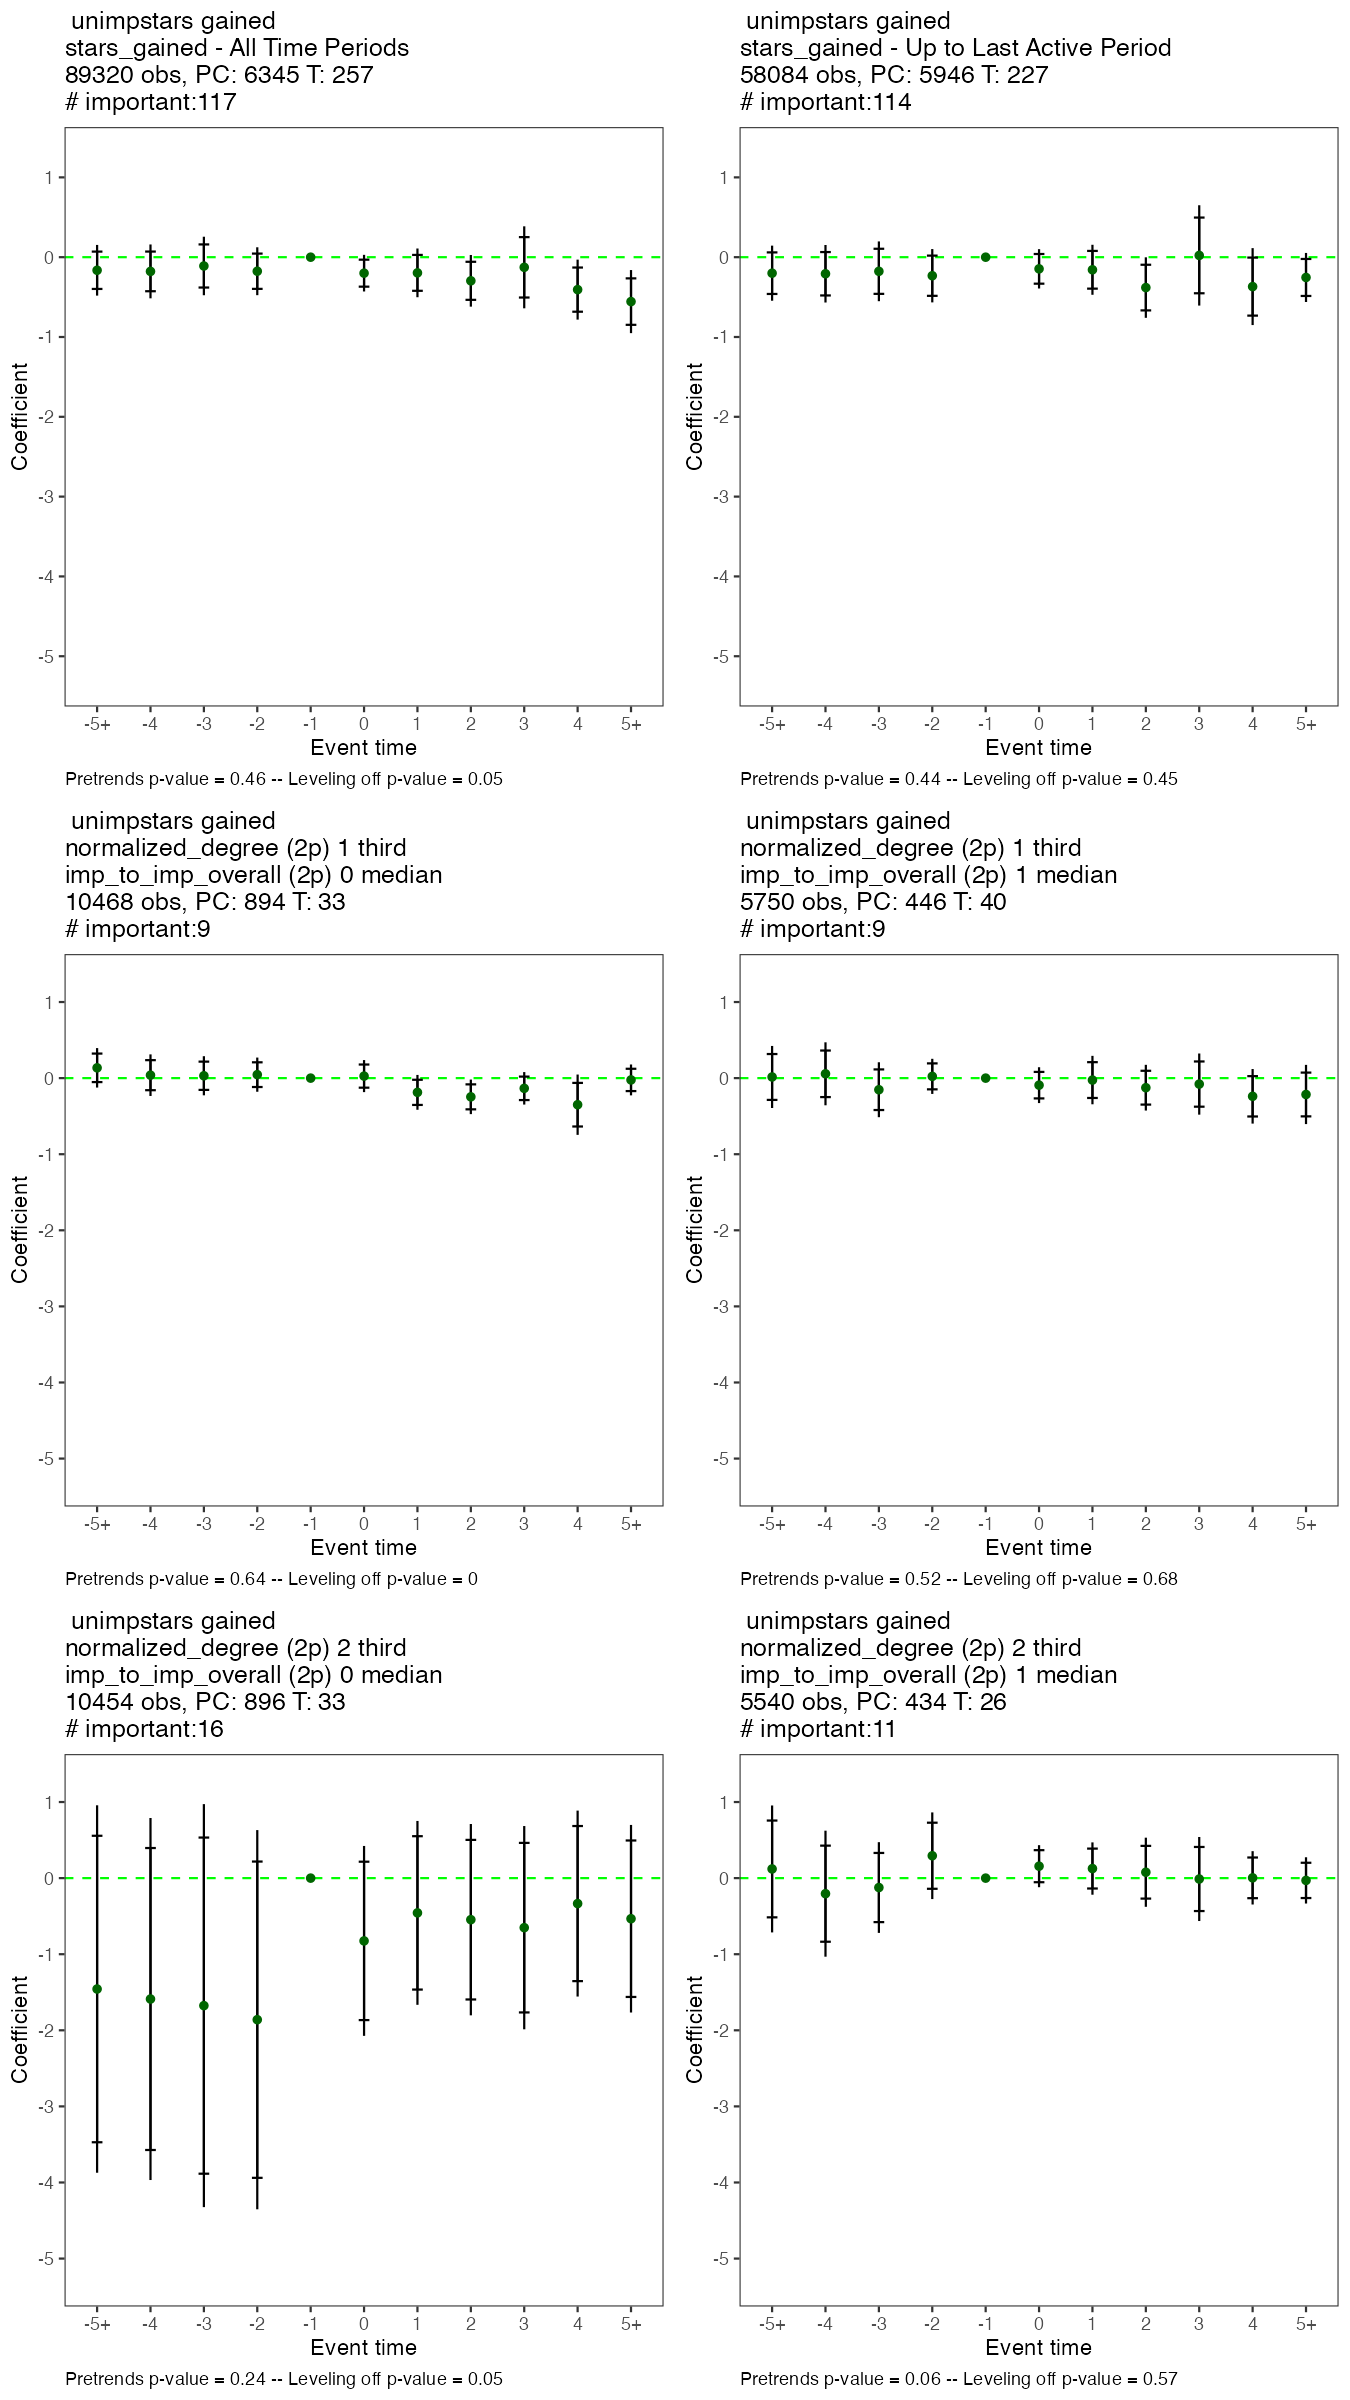 unimpstars gained
stars_gained - All Time Periods
89320 obs, PC: 6345 T: 257
# important:117
1
0
-1
-2
-3
-4
-5
Coefficient
-5+ -4 -3 -2 -1 0 1 2 3 4 5+
Event time
Pretrends p-value = 0.46 -- Leveling off p-value = 0.05
unimpstars gained
stars_gained - Up to Last Active Period
58084 obs, PC: 5946 T: 227
# important:114
1
0
-1
-2
-3
-4
-5
Coefficient
-5+ -4 -3 -2 -1 0 1 2 3 4 5+
Event time
Pretrends p-value = 0.44 -- Leveling off p-value = 0.45
unimpstars gained
normalized_degree (2p) 1 third
imp_to_imp_overall (2p) 0 median
10468 obs, PC: 894 T: 33
# important:9
1
0
-1
-2
-3
-4
-5
Coefficient
-5+ -4 -3 -2 -1 0 1 2 3 4 5+
Event time
Pretrends p-value = 0.64 -- Leveling off p-value = 0
unimpstars gained
normalized_degree (2p) 1 third
imp_to_imp_overall (2p) 1 median
5750 obs, PC: 446 T: 40
# important:9
1
0
-1
-2
-3
-4
-5
Coefficient
-5+ -4 -3 -2 -1 0 1 2 3 4 5+
Event time
Pretrends p-value = 0.52 -- Leveling off p-value = 0.68
unimpstars gained
normalized_degree (2p) 2 third
imp_to_imp_overall (2p) 0 median
10454 obs, PC: 896 T: 33
# important:16
1
0
-1
-2
-3
-4
-5
Coefficient
-5+ -4 -3 -2 -1 0 1 2 3 4 5+
Event time
Pretrends p-value = 0.24 -- Leveling off p-value = 0.05
unimpstars gained
normalized_degree (2p) 2 third
imp_to_imp_overall (2p) 1 median
5540 obs, PC: 434 T: 26
# important:11
1
0
-1
-2
-3
-4
-5
Coefficient
-5+ -4 -3 -2 -1 0 1 2 3 4 5+
Event time
Pretrends p-value = 0.06 -- Leveling off p-value = 0.57